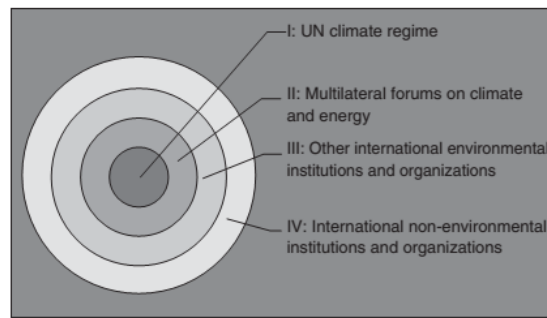 I: UN climate regime
II: Multilateral forums on climate
and energy
III: Other international environmental
institutions and organizations
IV: International non-environmental
institutions and organizations